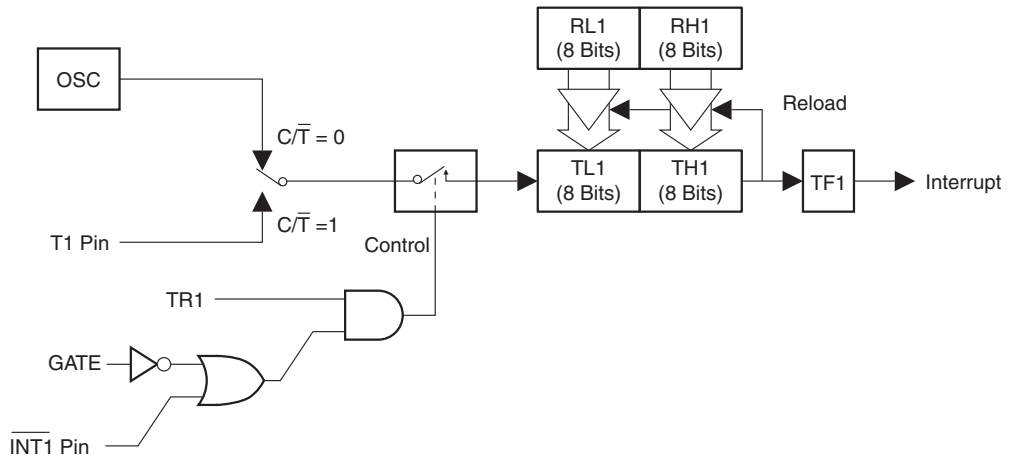 RL1
(8 Bits)
RH1
(8 Bits)
OSC
Reload
C/T̅ = 0
TL1
(8 Bits)
TH1
(8 Bits)
TF1
Interrupt
C/T̅ =1
T1 Pin
Control
TR1
GATE
I̅N̅T̅1̅ Pin